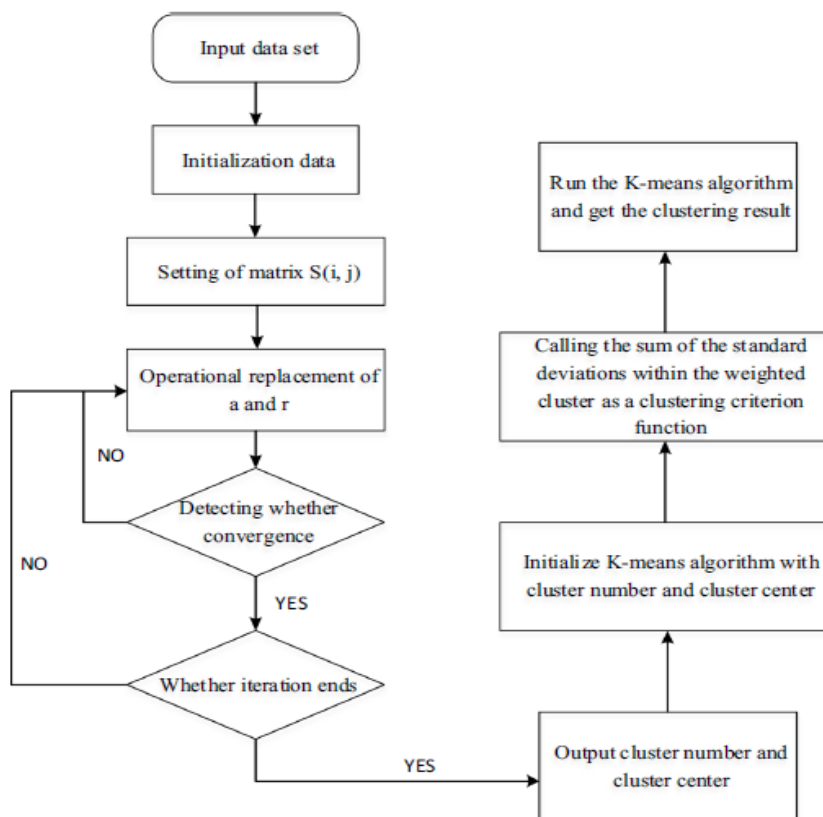 Input data set
Initialization data
Setting of matrix S(i, j)
Operational replacement of
a and r
NO
Detecting whether
convergence
NO
YES
Whether iteration ends
YES
Output cluster number and
cluster center
Initialize K-means algorithm with
cluster number and cluster center
Calling the sum of the standard
deviations within the weighted
cluster as a clustering criterion
function
Run the K-means algorithm
and get the clustering result